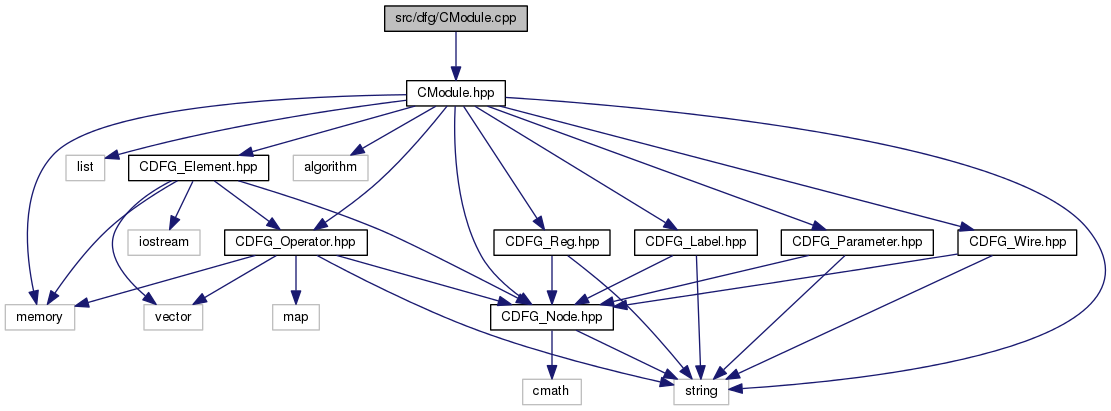 src/dfg/CModule.cpp
CModule.hpp
list
CDFG_Element.hpp
algorithm
iostream
CDFG_Operator.hpp
CDFG_Reg.hpp
CDFG_Label.hpp
CDFG_Parameter.hpp
CDFG_Wire.hpp
memory
vector
map
CDFG_Node.hpp
cmath
string